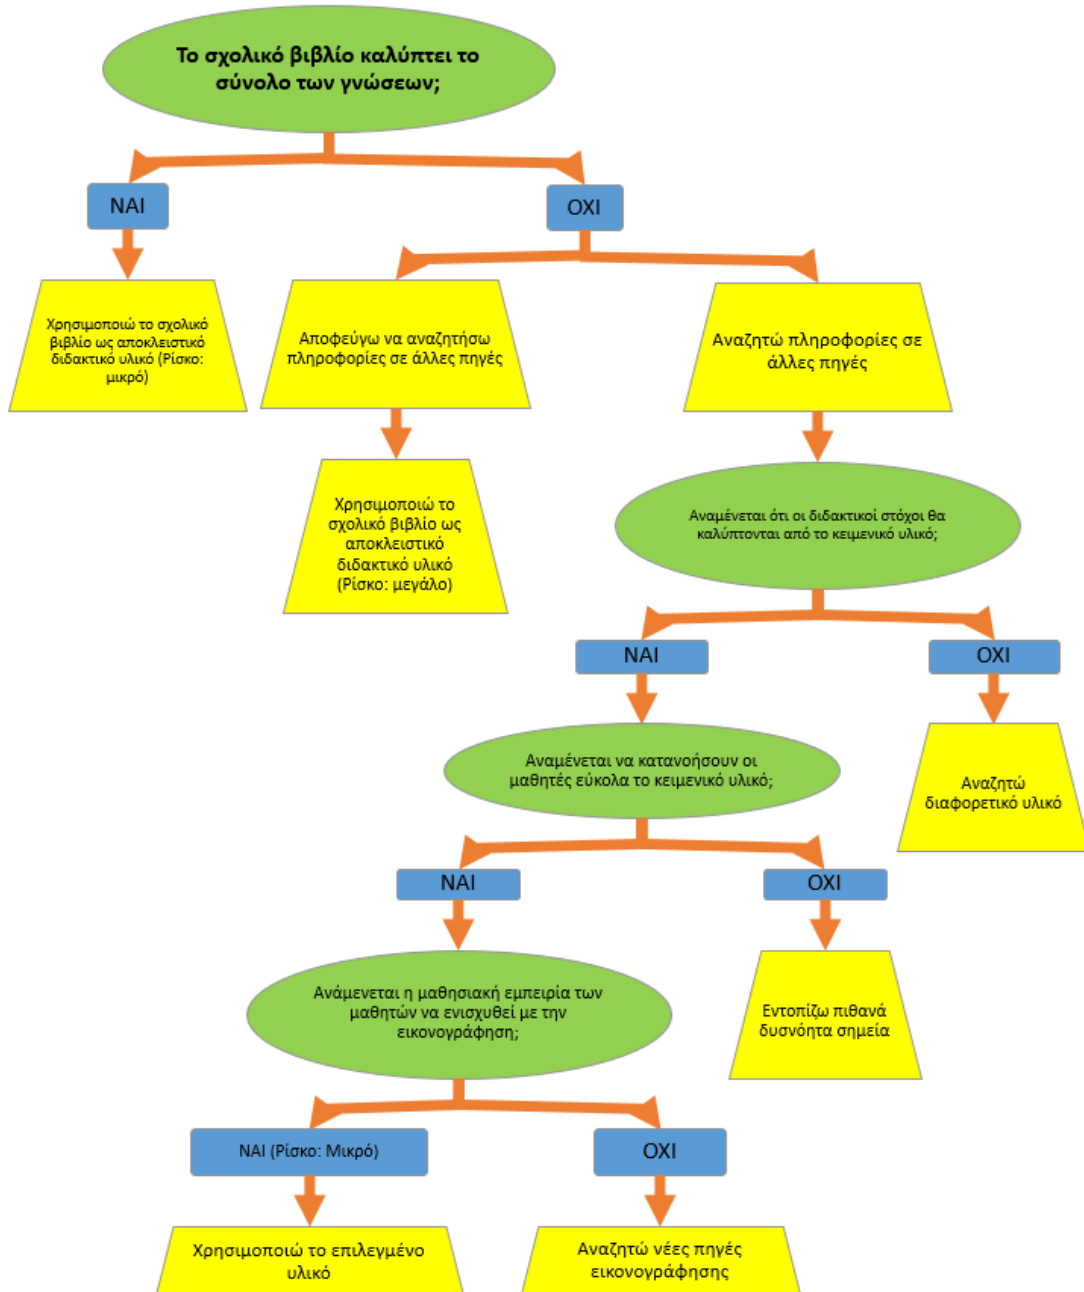 Το σχολικό βιβλίο καλύπτει το
σύνολο των γνώσεων;
ΝΑΙ
ΟΧΙ
Χρησιμοποιώ το σχολικό
βιβλίο ως αποκλειστικό
διδακτικό υλικό (Ρίσκο:
μικρό)
Αποφεύγω να αναζητήσω
πληροφορίες σε άλλες πηγές
Αναζητώ πληροφορίες σε
άλλες πηγές
Χρησιμοποιώ το
σχολικό βιβλίο ως
αποκλειστικό
διδακτικό υλικό
(Ρίσκο: μεγάλο)
Αναμένεται ότι οι διδακτικοί στόχοι θα
καλύπτονται από το κειμενικό υλικό;
ΝΑΙ
ΟΧΙ
Αναμένεται να κατανοήσουν οι
μαθητές εύκολα το κειμενικό υλικό;
Αναζητώ
διαφορετικό υλικό
ΝΑΙ
ΟΧΙ
Ανάμενεται η μαθησιακή εμπειρία των
μαθητών να ενισχυθεί με την
εικονογράφηση;
Εντοπίζω πιθανά
δυσνόητα σημεία
ΝΑΙ (Ρίσκο: Μικρό)
ΟΧΙ
Χρησιμοποιώ το επιλεγμένο
υλικό
Αναζητώ νέες πηγές
εικονογράφησης